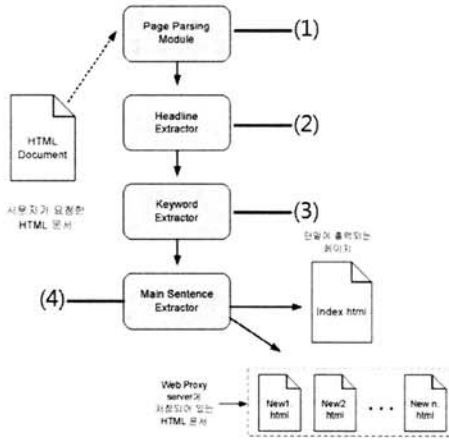 Page Parsing
Module
(1)
HTML
Document
Headline
Extractor
(2)
사용자가 요청한
HTML 문서
Keyword
Extractor
(3)
단말에 출력되는
페이지
(4)
Main Sentence
Extractor
Index html
Web Proxy
server에
저장되어 있는
HTML 문서
New1.
html
New2
html
· · ·
New n.
html